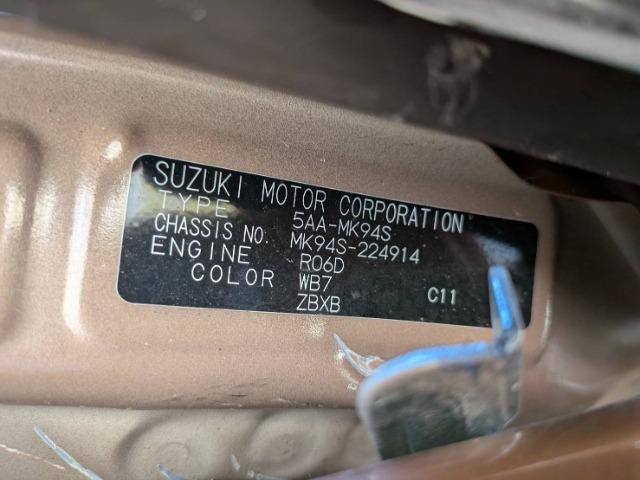 SUZUKI MOTOR CORPORATION
TYPE 5AA-MK94S
CHASSIS NO. MK94S-224914
ENGINE R06D
COLOR WB7 C11
ZBXB